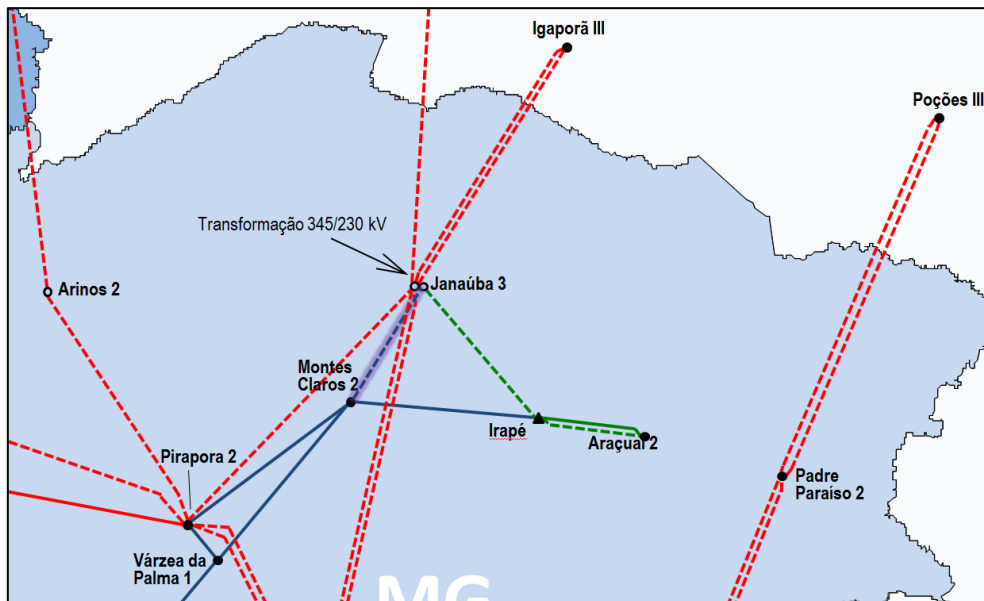 Igaporã III
Poções III
Transformação 345/230 kV
Arinos 2
Janaúba 3
Montes
Claros 2
Irapé
Araçuaí 2
Pirapora 2
Padre
Paraíso 2
Várzea da
Palma 1
MG